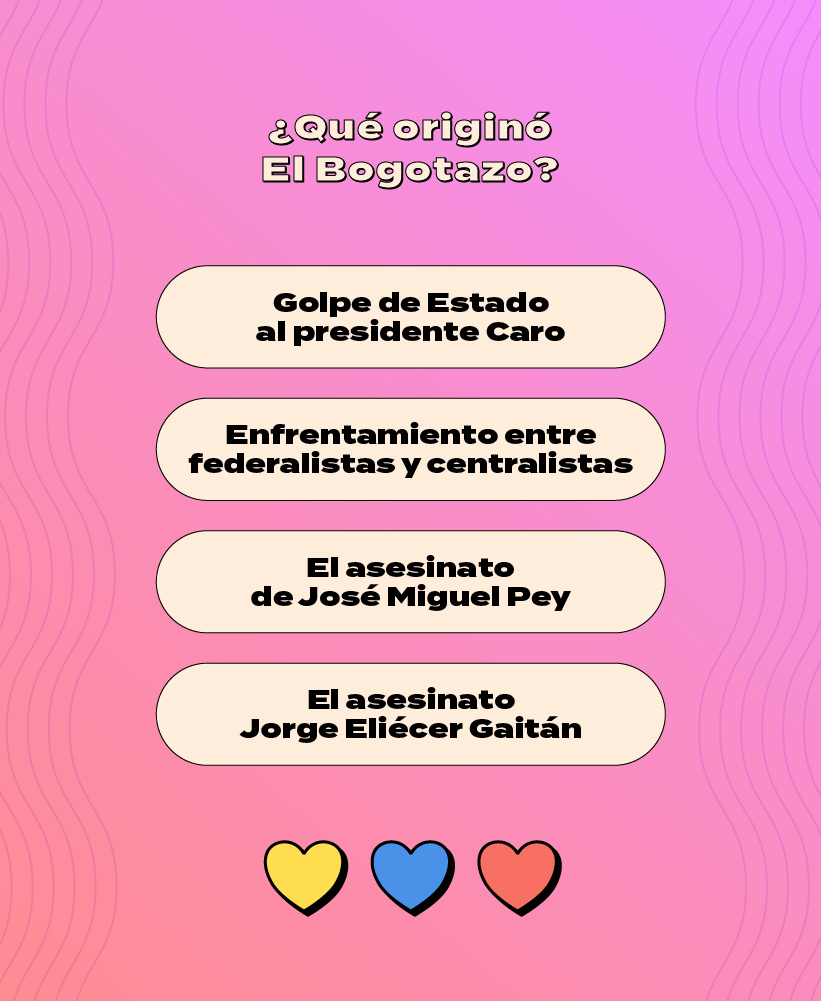 ¿Qué originó
El Bogotazo?
Golpe de Estado
al presidente Caro
Enfrentamiento entre
federalistas y centralistas
El asesinato
de José Miguel Pey
El asesinato
Jorge Eliécer Gaitán